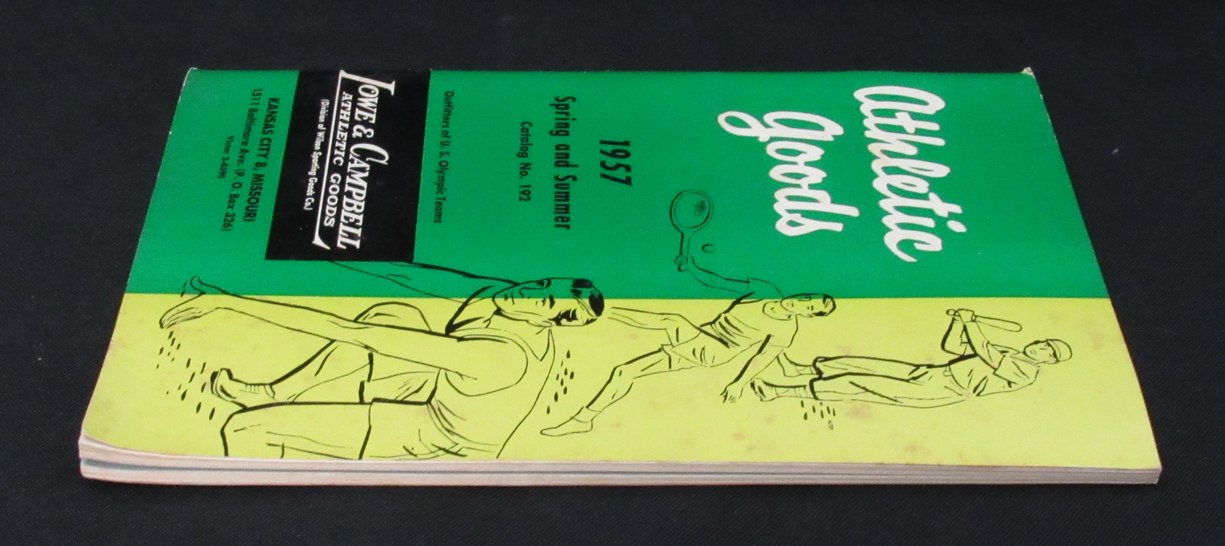 Athletic
goods
1957
Spring and Summer
Catalog No. 192
Outfitters of U. S. Olympic Teams
LOWE & CAMPBELL
ATHLETIC GOODS
(Division of Wilson Sporting Goods Co.)
KANSAS CITY 8, MISSOURI
1511 Baltimore Ave. (P. O. Box 326)